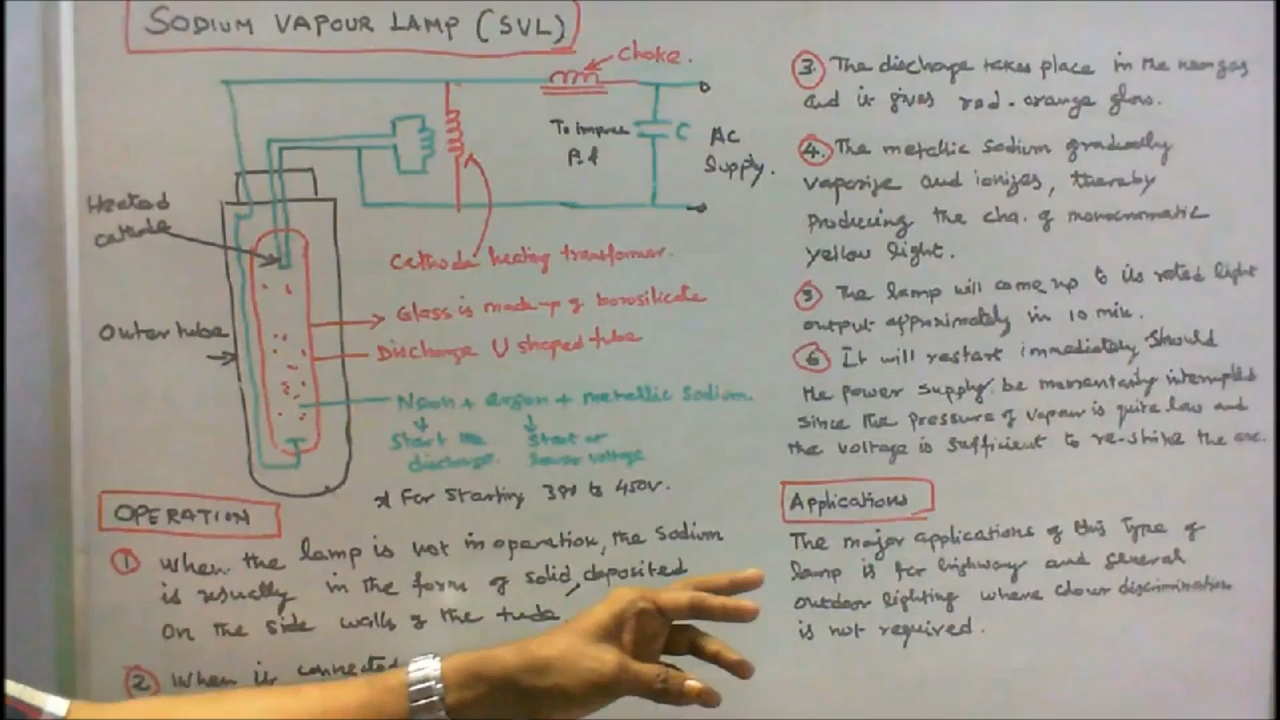 SODIUM VAPOUR LAMP (SVL)
choke.
To improve
P.f
C
AC
Supply.
Heated
cathode
Cathode heating transformer.
Glass is made-up of borosilicate
Outer tube
Discharge U shaped tube
Neon + argon + metallic sodium.
Start the
discharge.
Start at
lower voltage
For starting 390 to 450V.
OPERATION
① When the lamp is not in operation, the sodium
is usually in the form of solid, deposited
on the side walls of the tube.
② When it connected
③ The discharge takes place in the neon gas
and it gives red-orange glow.
④ The metallic sodium gradually
vaporize and ionizes, thereby
producing the cha. of monocromatic
yellow light.
⑤ The lamp will come up to its rated light
output approximately in 10 min.
⑥ It will restart immediately should
the power supply be momentarily interrupted
since the pressure of vapour is quite low and
the voltage is sufficient to re-strike the arc.
Applications
The major applications of this type of
lamp is for highway and general
outdoor lighting where colour discrimination
is not required.